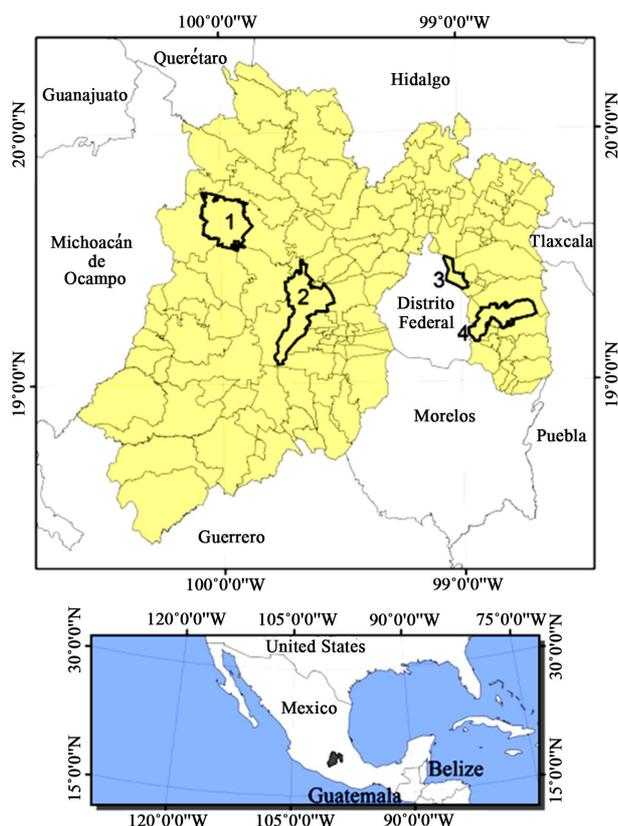 100°0'0"W 99°0'0"W
Querétaro
Hidalgo
Guanajuato
20°0'0"N
20°0'0"N
1
Michoacán
de
Ocampo
Tlaxcala
2
3
Distrito
Federal
4
19°0'0"N
19°0'0"N
Morelos
Puebla
Guerrero
100°0'0"W 99°0'0"W
120°0'0"W 105°0'0"W 90°0'0"W 75°0'0"W
30°0'0"N
30°0'0"N
United States
Mexico
Belize
15°0'0"N
15°0'0"N
Guatemala
120°0'0"W 105°0'0"W 90°0'0"W